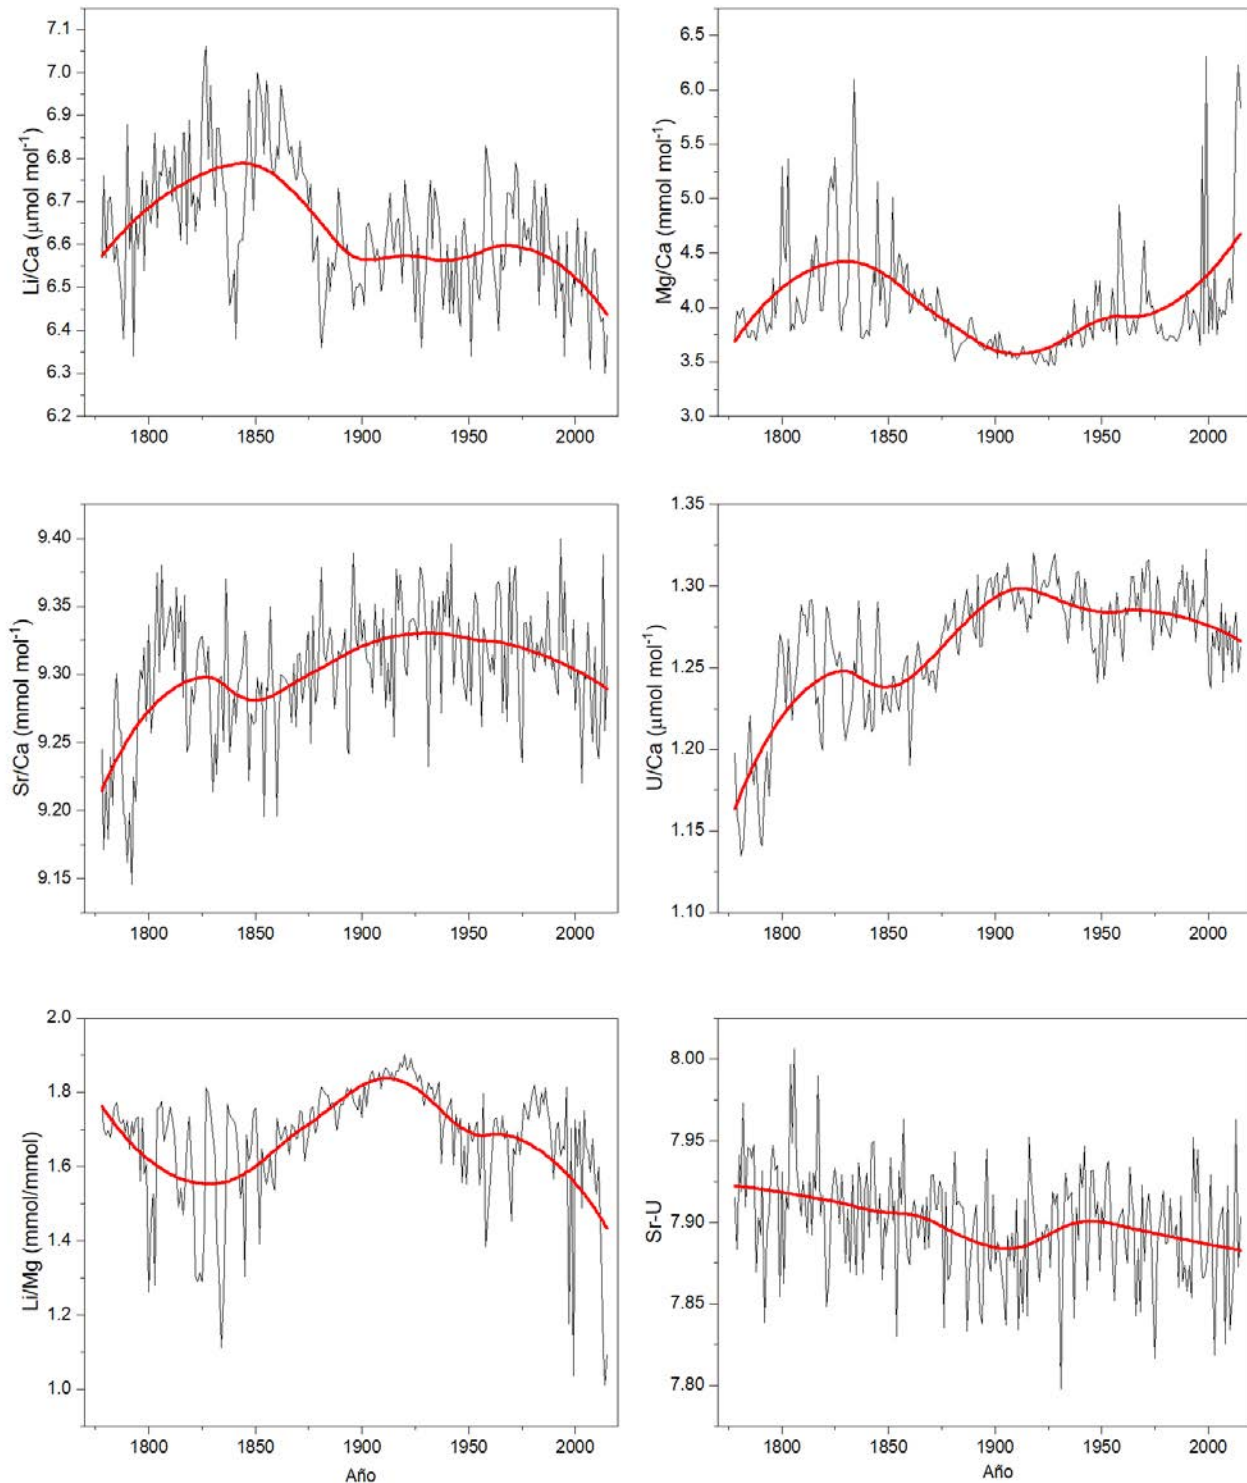 7.1
7.0
6.9
6.8
6.7
6.6
6.5
6.4
6.3
6.2
Li/Ca (μmol mol⁻¹)
1800 1850 1900 1950 2000
6.5
6.0
5.5
5.0
4.5
4.0
3.5
3.0
Mg/Ca (mmol mol⁻¹)
1800 1850 1900 1950 2000
9.40
9.35
9.30
9.25
9.20
9.15
Sr/Ca (mmol mol⁻¹)
1800 1850 1900 1950 2000
1.35
1.30
1.25
1.20
1.15
1.10
U/Ca (μmol mol⁻¹)
1800 1850 1900 1950 2000
2.0
1.8
1.6
1.4
1.2
1.0
Li/Mg (mmol/mmol)
1800 1850 1900 1950 2000
Año
8.00
7.95
7.90
7.85
7.80
Sr-U
1800 1850 1900 1950 2000
Año